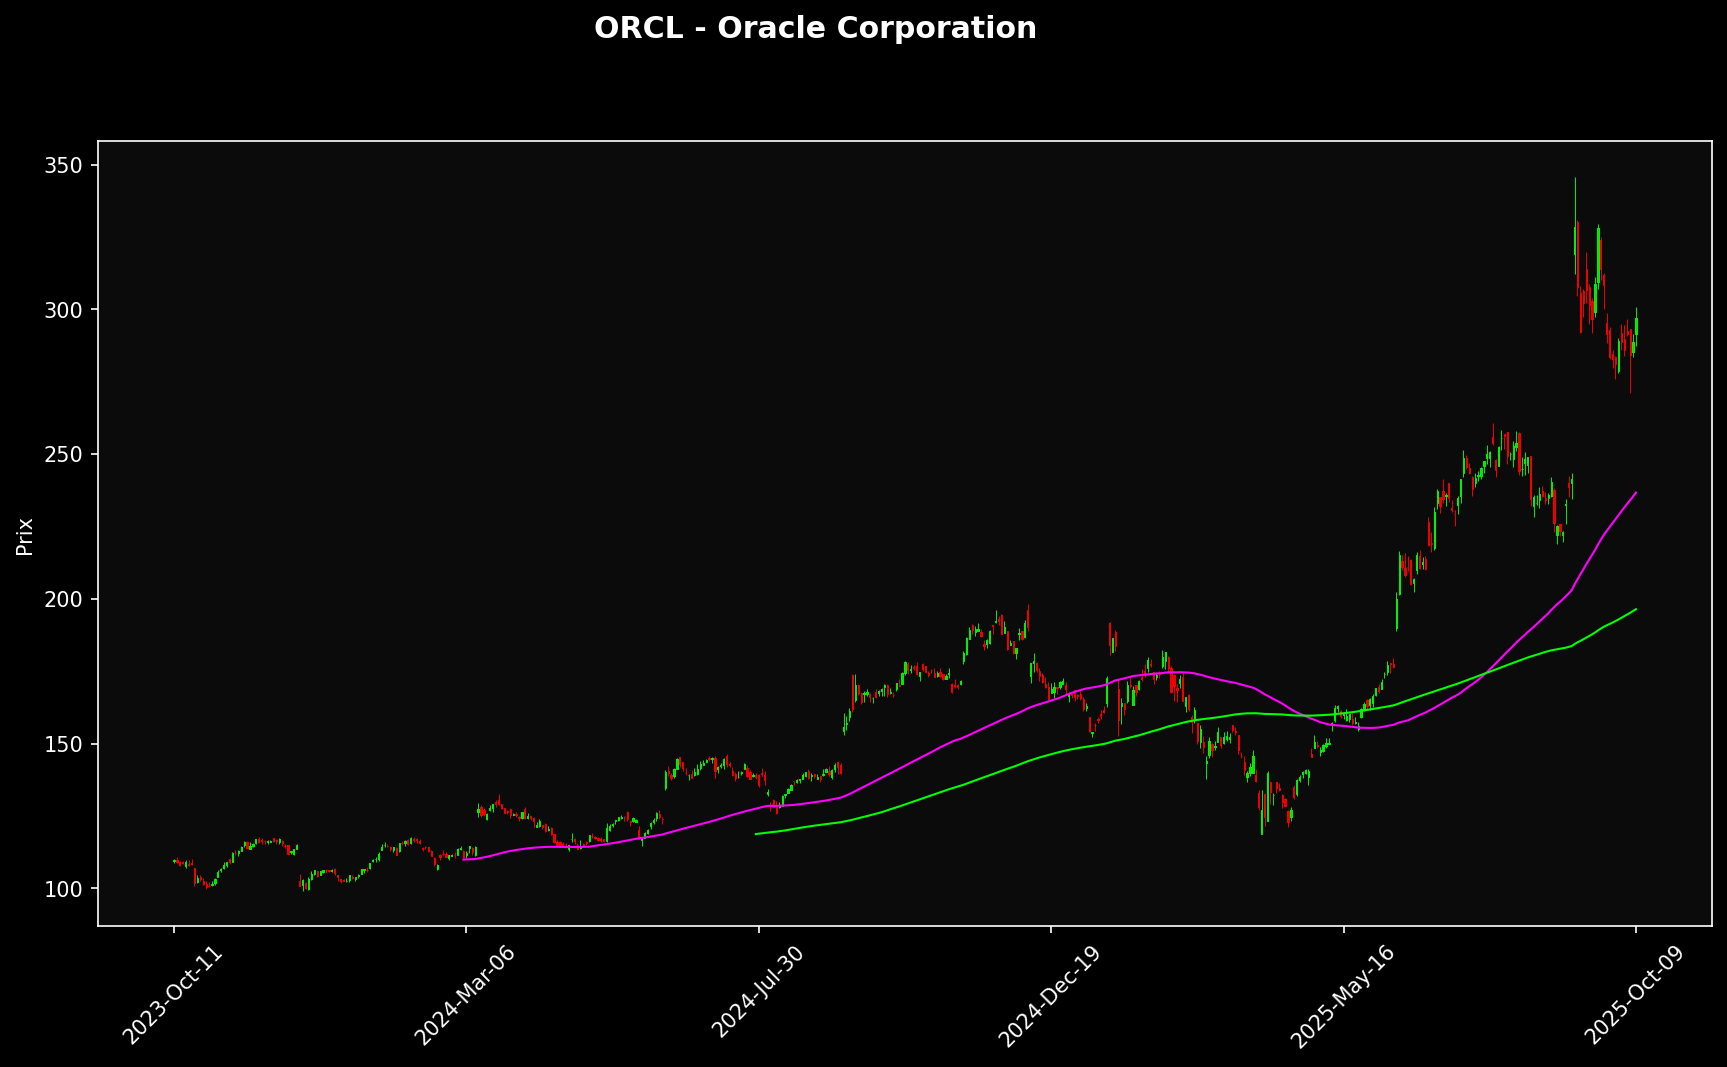 ORCL - Oracle Corporation
350
300
250
200
150
100
Prix
2023-Oct-11
2024-Mar-06
2024-Jul-30
2024-Dec-19
2025-May-16
2025-Oct-09